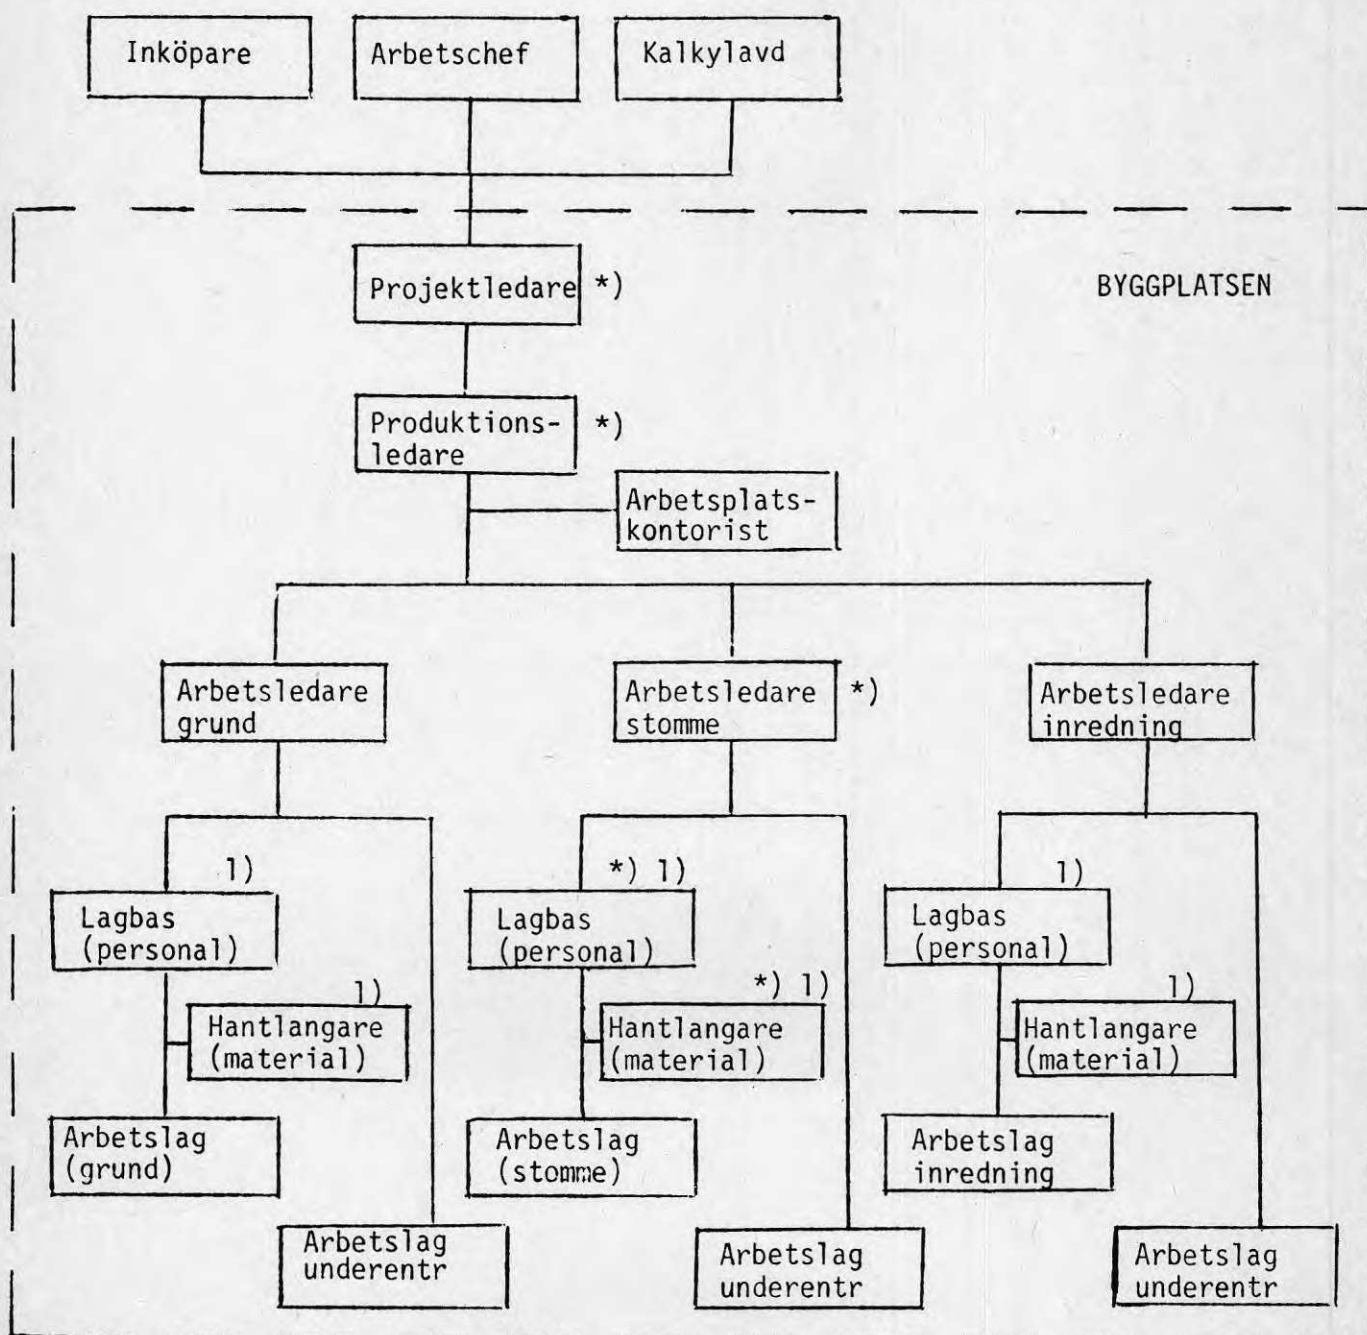 Inköpare
Arbetschef
Kalkylavd
Projektledare *)
BYGGPLATSEN
Produktions- *)
ledare
Arbetsplats-
kontorist
Arbetsledare
grund
Arbetsledare *)
stomme
Arbetsledare
inredning
1)
Lagbas
(personal)
1)
Hantlangare
(material)
Arbetslag
(grund)
Arbetslag
underentr
*) 1)
Lagbas
(personal)
*) 1)
Hantlangare
(material)
Arbetslag
(stomme)
Arbetslag
underentr
1)
Lagbas
(personal)
1)
Hantlangare
(material)
Arbetslag
inredning
Arbetslag
underentr